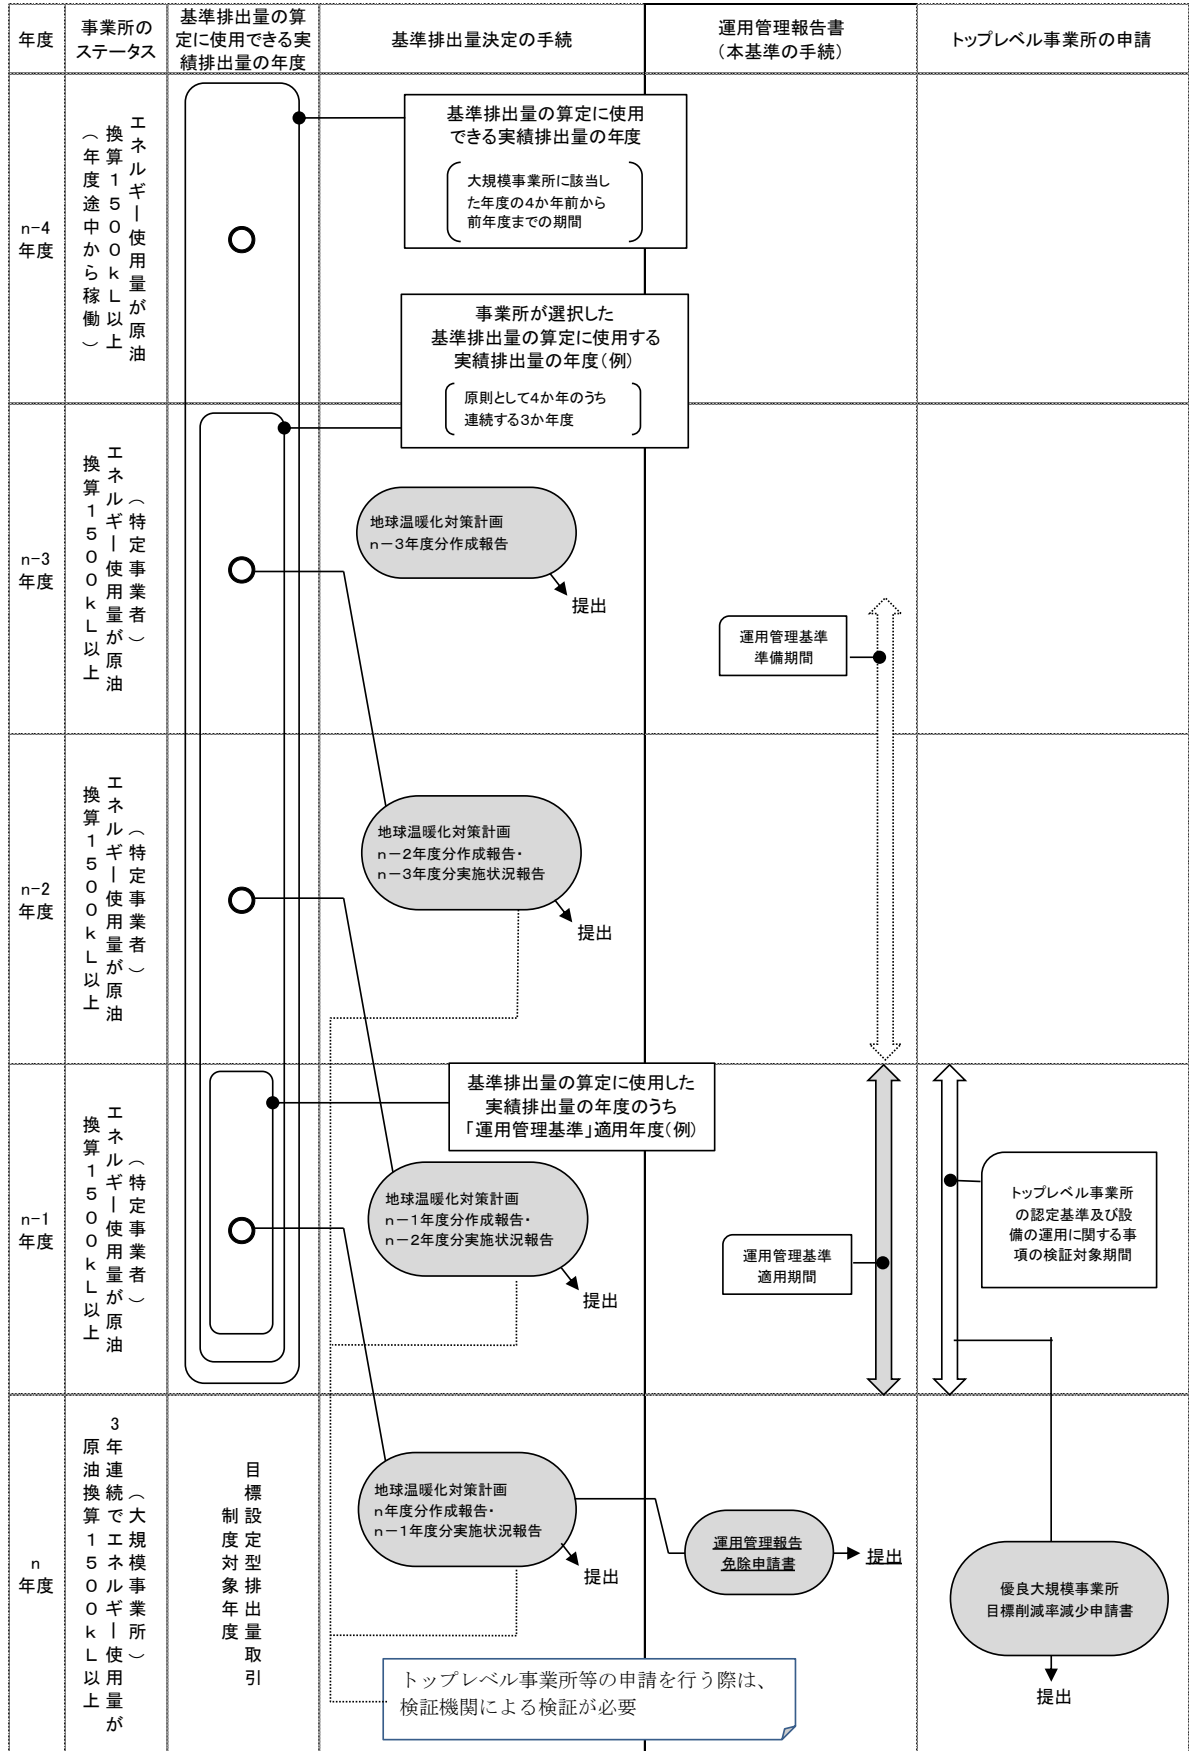 年度
事業所の
ステータス
基準排出量の算
定に使用できる実
績排出量の年度
基準排出量決定の手続
運用管理報告書
(本基準の手続)
トップレベル事業所の申請
n-4
年度
エネルギー使用量が原油
換算1500kL以上
(年度途中から稼働)
基準排出量の算定に使用
できる実績排出量の年度
大規模事業所に該当し
た年度の4か年前から
前年度までの期間
事業所が選択した
基準排出量の算定に使用する
実績排出量の年度(例)
原則として4か年のうち
連続する3か年度
n-3
年度
(特定事業者)
エネルギー使用量が原油
換算1500kL以上
地球温暖化対策計画
n-3年度分作成報告
提出
運用管理基準
準備期間
n-2
年度
(特定事業者)
エネルギー使用量が原油
換算1500kL以上
地球温暖化対策計画
n-2年度分作成報告・
n-3年度分実施状況報告
提出
n-1
年度
(特定事業者)
エネルギー使用量が原油
換算1500kL以上
基準排出量の算定に使用した
実績排出量の年度のうち
「運用管理基準」適用年度(例)
地球温暖化対策計画
n-1年度分作成報告・
n-2年度分実施状況報告
提出
運用管理基準
適用期間
トップレベル事業所
の認定基準及び設
備の運用に関する事
項の検証対象期間
n
年度
(大規模事業所)
3年連続でエネルギー使用量が
原油換算1500kL以上
目標設定型排出量取引
制度対象年度
地球温暖化対策計画
n年度分作成報告・
n-1年度分実施状況報告
提出
運用管理報告
免除申請書
提出
優良大規模事業所
目標削減率減少申請書
提出
トップレベル事業所等の申請を行う際は、
検証機関による検証が必要